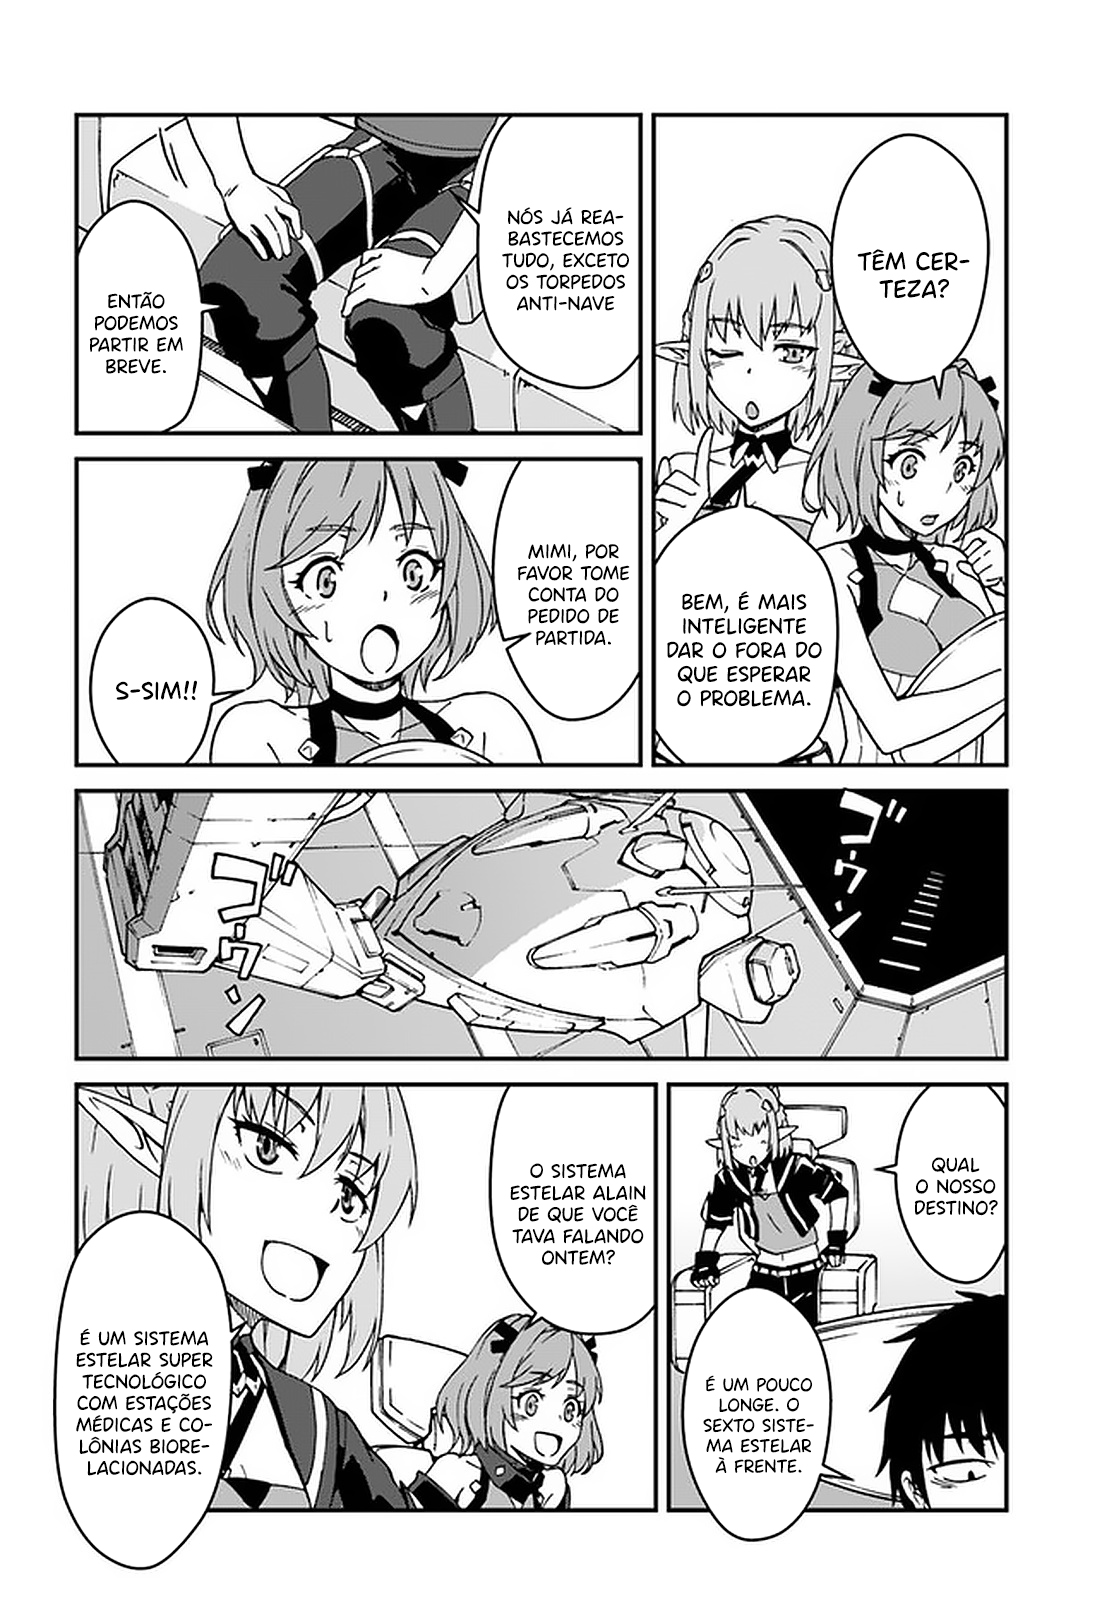 TÊM CER-
TEZA?
BEM, É MAIS
INTELIGENTE
DAR O FORA DO
QUE ESPERAR
O PROBLEMA.
NÓS JÁ REA-
BASTECEMOS
TUDO, EXCETO
OS TORPEDOS
ANTI-NAVE
ENTÃO
PODEMOS
PARTIR EM
BREVE.
MIMI, POR
FAVOR TOME
CONTA DO
PEDIDO DE
PARTIDA.
S-SIM!!
ゴウン
ゴウン
QUAL
O NOSSO
DESTINO?
É UM POUCO
LONGE. O
SEXTO SISTE-
MA ESTELAR
À FRENTE.
O SISTEMA
ESTELAR ALAIN
DE QUE VOCÊ
TAVA FALANDO
ONTEM?
É UM SISTEMA
ESTELAR SUPER
TECNOLÓGICO
COM ESTAÇÕES
MÉDICAS E CO-
LÔNIAS BIORE-
LACIONADAS.